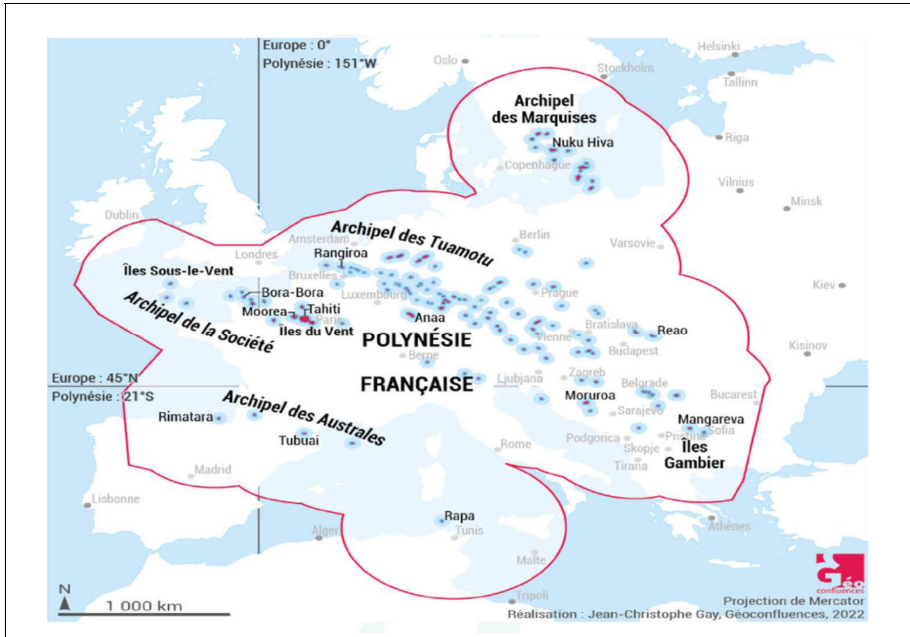 Europe : 0°
Polynésie : 151°W
Oslo
Helsinki
Stockholm
Tallinn
Archipel
des Marquises
Riga
Nuku Hiva
Copenhague
Vilnius
Minsk
Dublin
Archipel des Tuamotu
Amsterdam
Berlin
Varsovie
Londres
Rangiroa
Bruxelles
Îles Sous-le-Vent
Kiev
Bora-Bora
Luxembourg
Prague
Moorea
Tahiti
Paris
Îles du Vent
Anaa
Archipel de la Société
POLYNÉSIE
FRANÇAISE
Vienne
Bratislava
Reao
Budapest
Kisinov
Berne
Europe : 45°N
Polynésie : 21°S
Ljubjana
Zagreb
Belgrade
Bucarest
Moruroa
Archipel des Australes
Rimatara
Sarajevo
Mangareva
Tubuai
Podgorica
Pristina
Sofia
Skopje
Îles
Gambier
Rome
Tirana
Madrid
Lisbonne
Rapa
Alger
Tunis
Athènes
Malte
Tripoli
N
1 000 km
Géo
confluences
Projection de Mercator
Réalisation : Jean-Christophe Gay, Géoconfluences, 2022